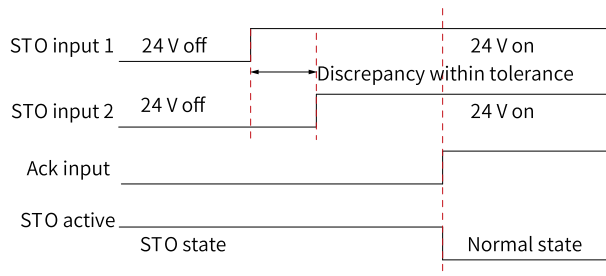 STO input 1 24 V off 24 V on
Discrepancy within tolerance
STO input 2 24 V off 24 V on
Ack input
STO active
STO state Normal state